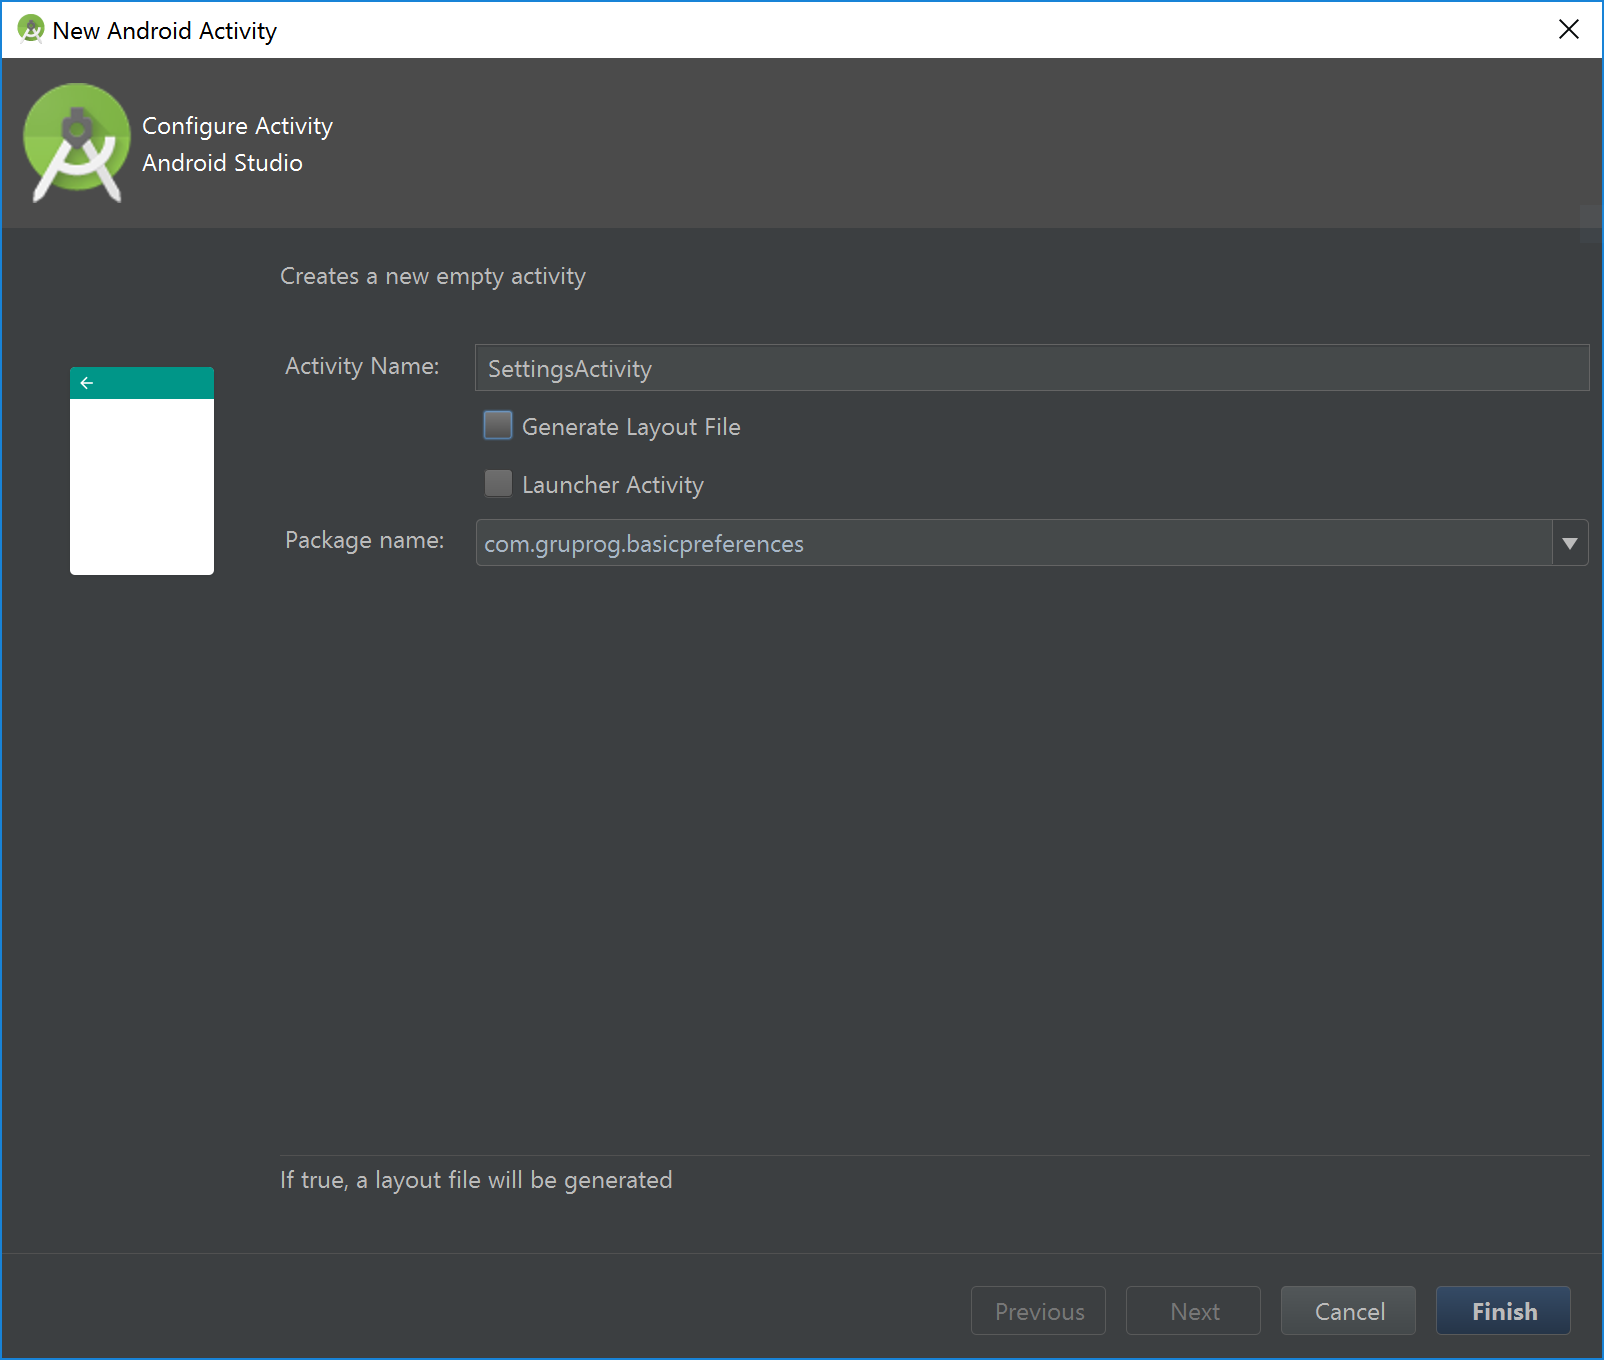 New Android Activity
Configure Activity
Android Studio
Creates a new empty activity
Activity Name: SettingsActivity
Generate Layout File
Launcher Activity
Package name: com.gruprog.basicpreferences
If true, a layout file will be generated
Previous Next Cancel Finish